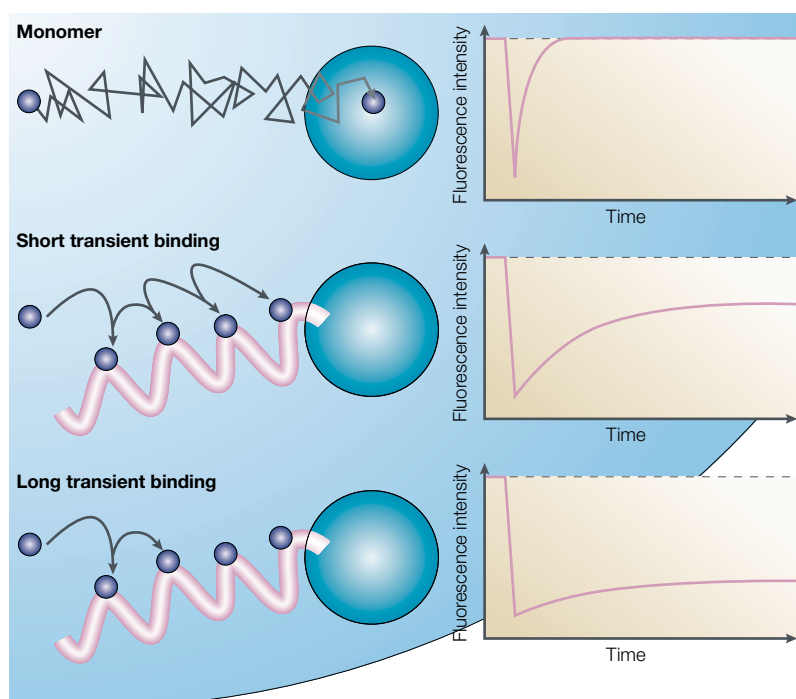 Monomer
Fluorescence intensity
Time
Short transient binding
Fluorescence intensity
Time
Long transient binding
Fluorescence intensity
Time